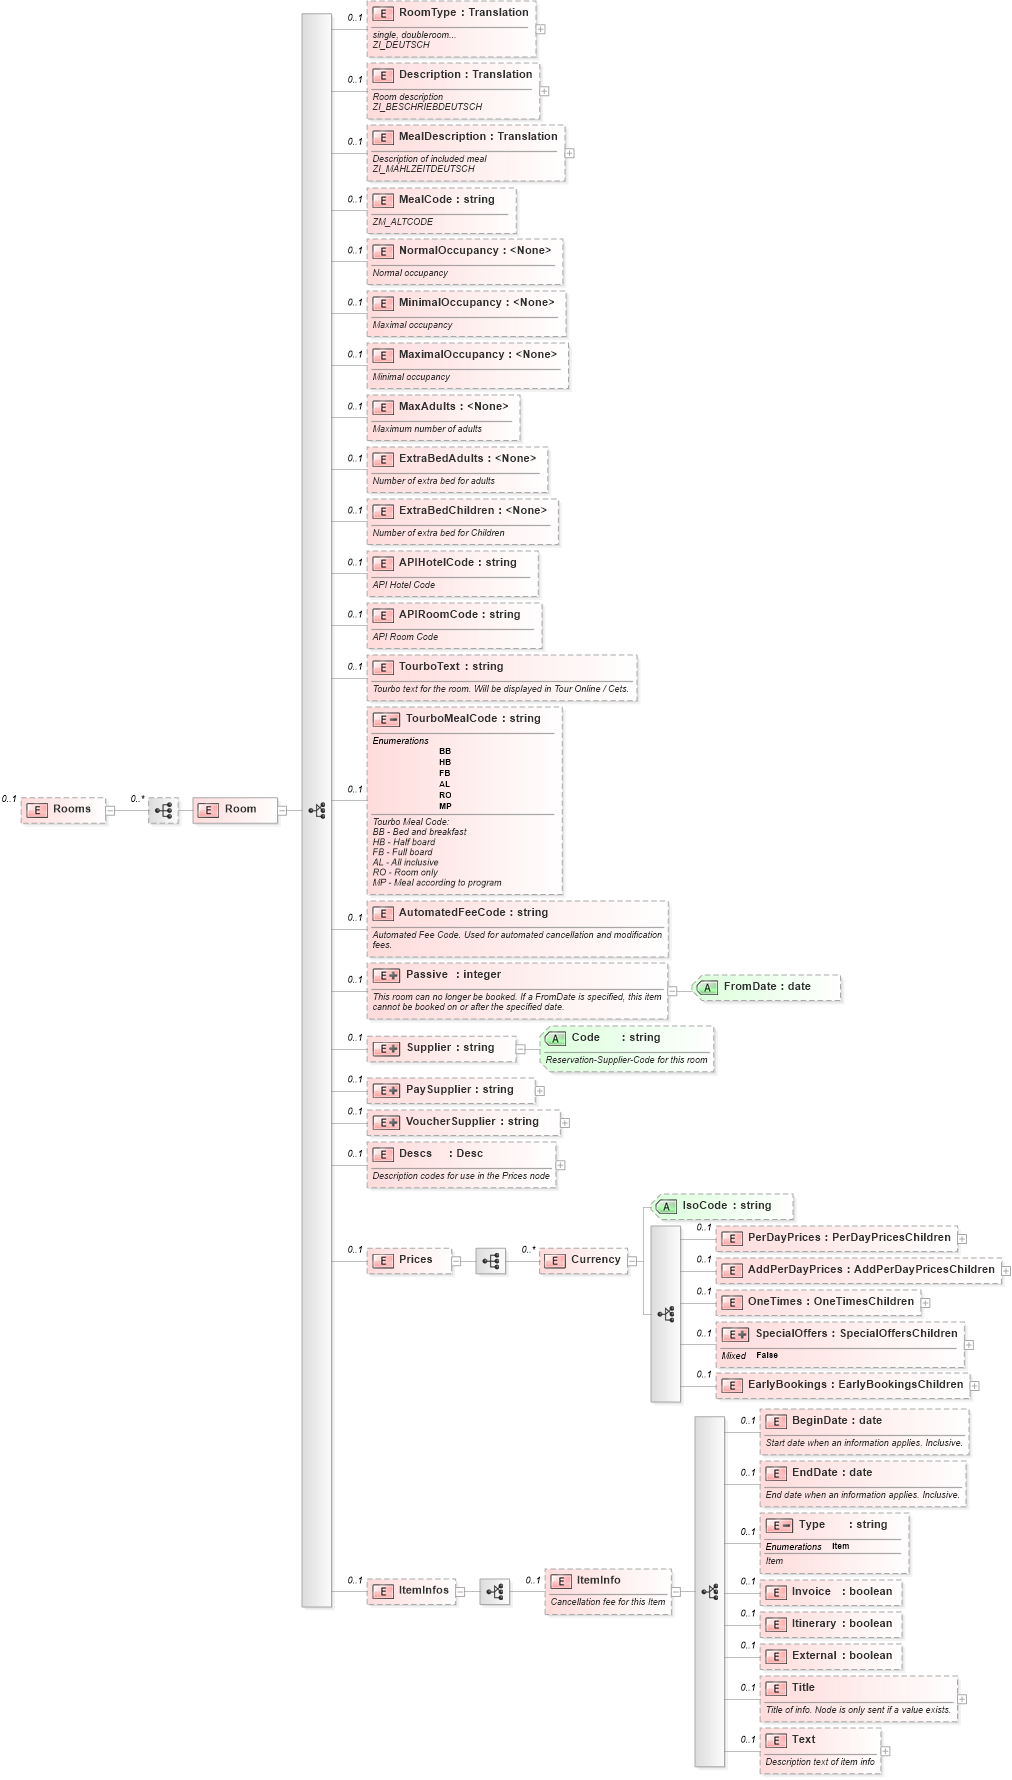 0..1
E RoomType : Translation
single, doubleroom...
ZI_DEUTSCH
0..1
E Description : Translation
Room description
ZI_BESCHRIEBDEUTSCH
0..1
E MealDescription : Translation
Description of included meal
ZI_MAHLZEITDEUTSCH
0..1
E MealCode : string
ZM_ALTCODE
0..1
E NormalOccupancy : <None>
Normal occupancy
0..1
E MinimalOccupancy : <None>
Maximal occupancy
0..1
E MaximalOccupancy : <None>
Minimal occupancy
0..1
E MaxAdults : <None>
Maximum number of adults
0..1
E ExtraBedAdults : <None>
Number of extra bed for adults
0..1
E ExtraBedChildren : <None>
Number of extra bed for Children
0..1
E APIHotelCode : string
API Hotel Code
0..1
E APIRoomCode : string
API Room Code
0..1
E TourboText : string
Tourbo text for the room. Will be displayed in Tour Online / Cets.
0..1
E TourboMealCode : string
Enumerations
BB
HB
FB
AL
RO
MP
Tourbo Meal Code:
BB - Bed and breakfast
HB - Half board
FB - Full board
AL - All inclusive
RO - Room only
MP - Meal according to program
0..1
E Rooms
0..*
E Room
0..1
E AutomatedFeeCode : string
Automated Fee Code. Used for automated cancellation and modification
fees.
0..1
E Passive : integer
This room can no longer be booked. If a FromDate is specified, this item
cannot be booked on or after the specified date.
A FromDate : date
0..1
E Supplier : string
A Code : string
Reservation-Supplier-Code for this room
0..1
E PaySupplier : string
0..1
E VoucherSupplier : string
0..1
E Descs : Desc
Description codes for use in the Prices node
0..1
E Prices
0..*
E Currency
A IsoCode : string
0..1
E PerDayPrices : PerDayPricesChildren
0..1
E AddPerDayPrices : AddPerDayPricesChildren
0..1
E OneTimes : OneTimesChildren
0..1
E SpecialOffers : SpecialOffersChildren
Mixed False
0..1
E EarlyBookings : EarlyBookingsChildren
0..1
E ItemInfos
0..1
E ItemInfo
Cancellation fee for this item
0..1
E BeginDate : date
Start date when an information applies. Inclusive.
0..1
E EndDate : date
End date when an information applies. Inclusive.
0..1
E Type : string
Enumerations Item
Item
0..1
E Invoice : boolean
0..1
E Itinerary : boolean
0..1
E External : boolean
0..1
E Title
Title of info. Node is only sent if a value exists.
0..1
E Text
Description text of item info